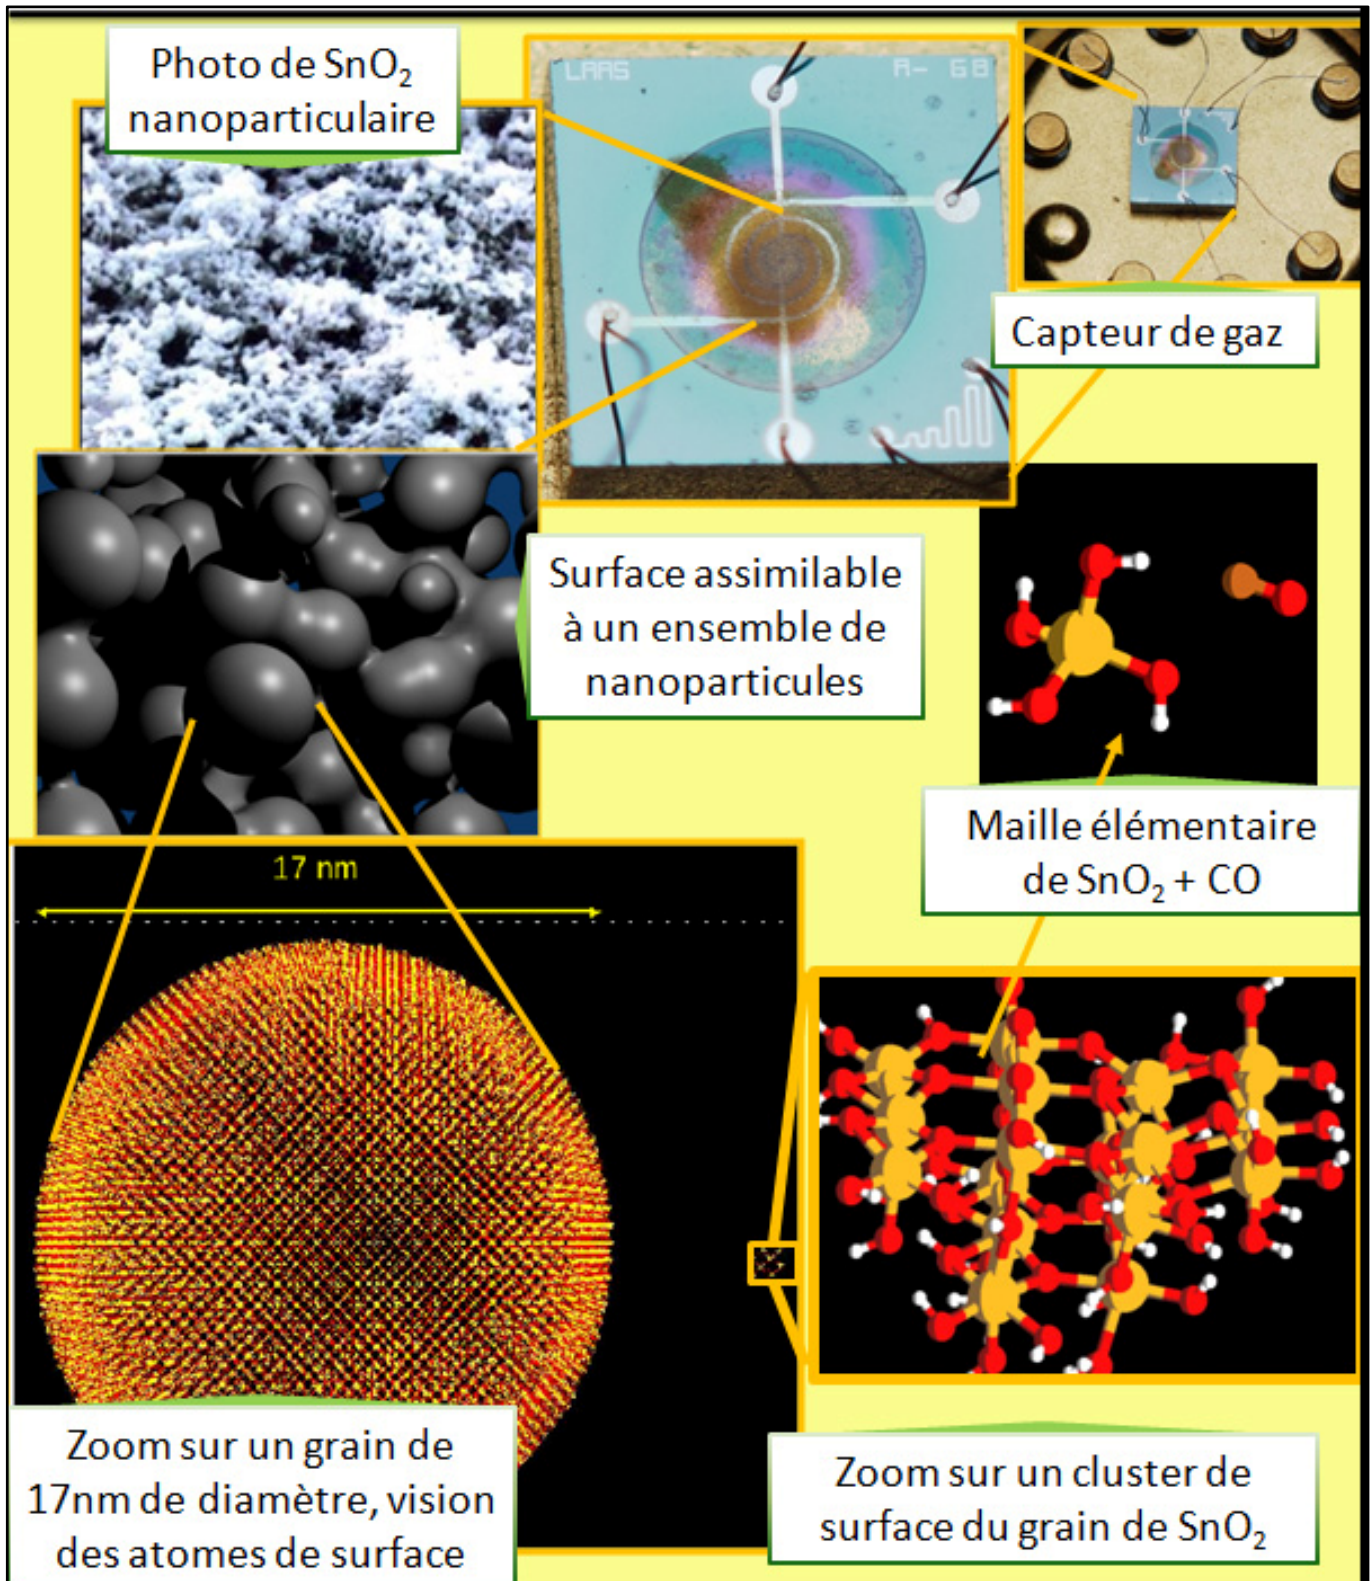 Photo de SnO₂
nanoparticulaire
LAAS
A- 6B
Capteur de gaz
Surface assimilable
à un ensemble de
nanoparticules
Maille élémentaire
de SnO₂ + CO
17 nm
Zoom sur un grain de
17nm de diamètre, vision
des atomes de surface
Zoom sur un cluster de
surface du grain de SnO₂